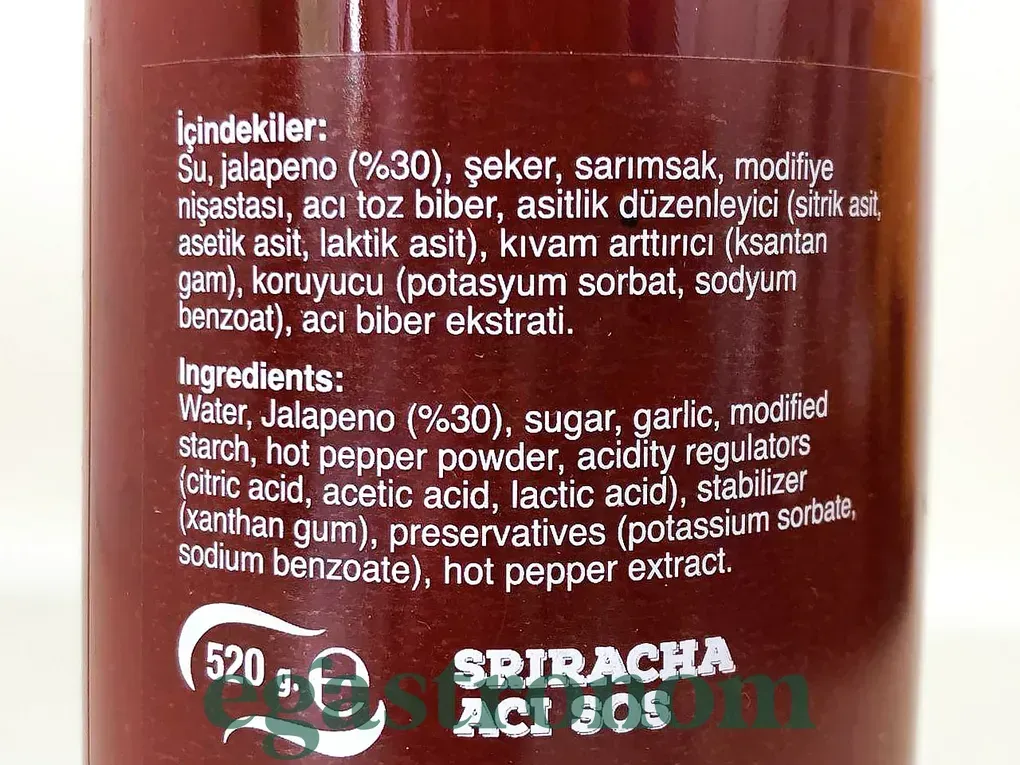 İçindekiler:
Su, jalapeno (%30), şeker, sarımsak, modifiye
nişastası, acı toz biber, asitlik düzenleyici (sitrik asit,
asetik asit, laktik asit), kıvam arttırıcı (ksantan
gam), koruyucu (potasyum sorbat, sodyum
benzoat), acı biber ekstrati.
Ingredients:
Water, Jalapeno (%30), sugar, garlic, modified
starch, hot pepper powder, acidity regulators
(citric acid, acetic acid, lactic acid), stabilizer
(xanthan gum), preservatives (potassium sorbate,
sodium benzoate), hot pepper extract.
520 g. e
SRIRACHA
ACI SOS
egastronom